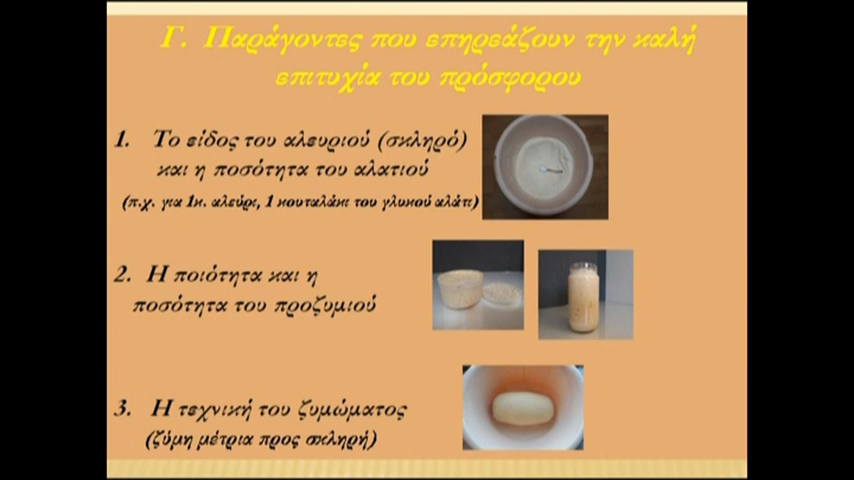 Γ. Παράγοντες που επηρεάζουν την καλή
επιτυχία του πρόσφορου
1. Το είδος του αλευριού (σκληρό)
και η ποσότητα του αλατιού
(π.χ. για 1κ. αλεύρι, 1 κουταλάκι του γλυκού αλάτι)
2. Η ποιότητα και η
ποσότητα του προζυμιού
3. Η τεχνική του ζυμώματος
(ζύμη μέτρια προς σκληρή)